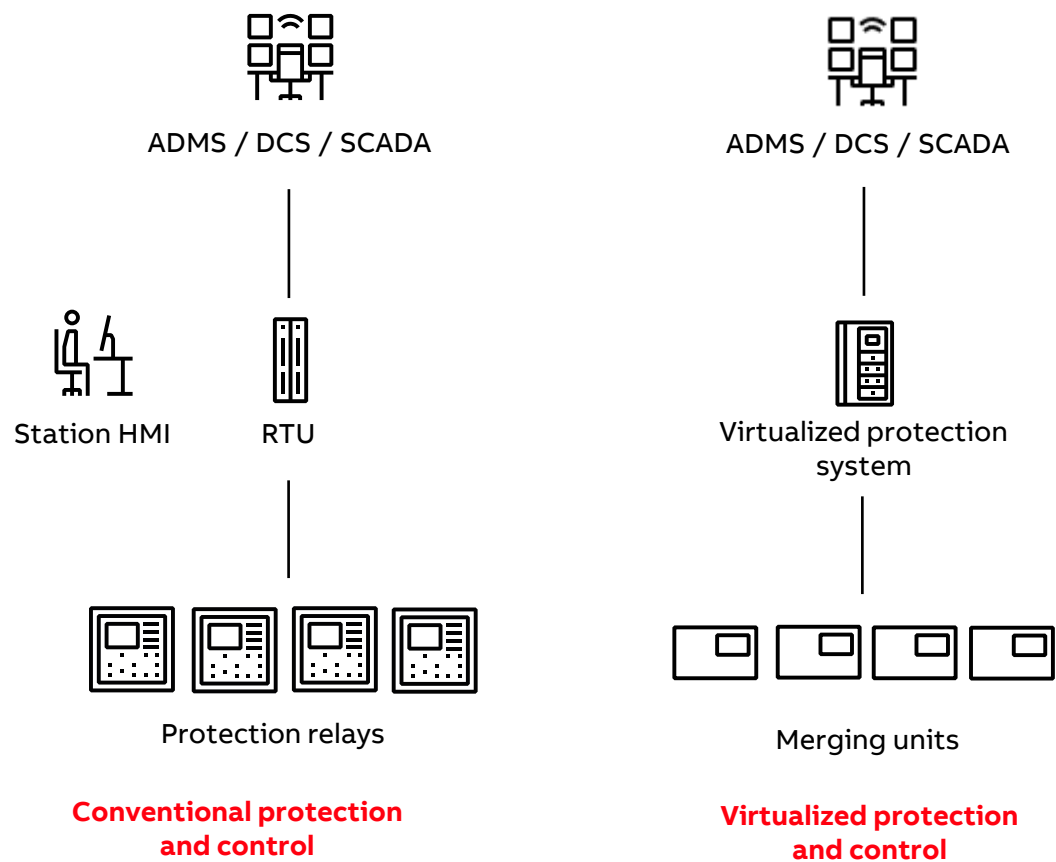 ADMS / DCS / SCADA
Station HMI
RTU
Protection relays
Conventional protection
and control
ADMS / DCS / SCADA
Virtualized protection
system
Merging units
Virtualized protection
and control